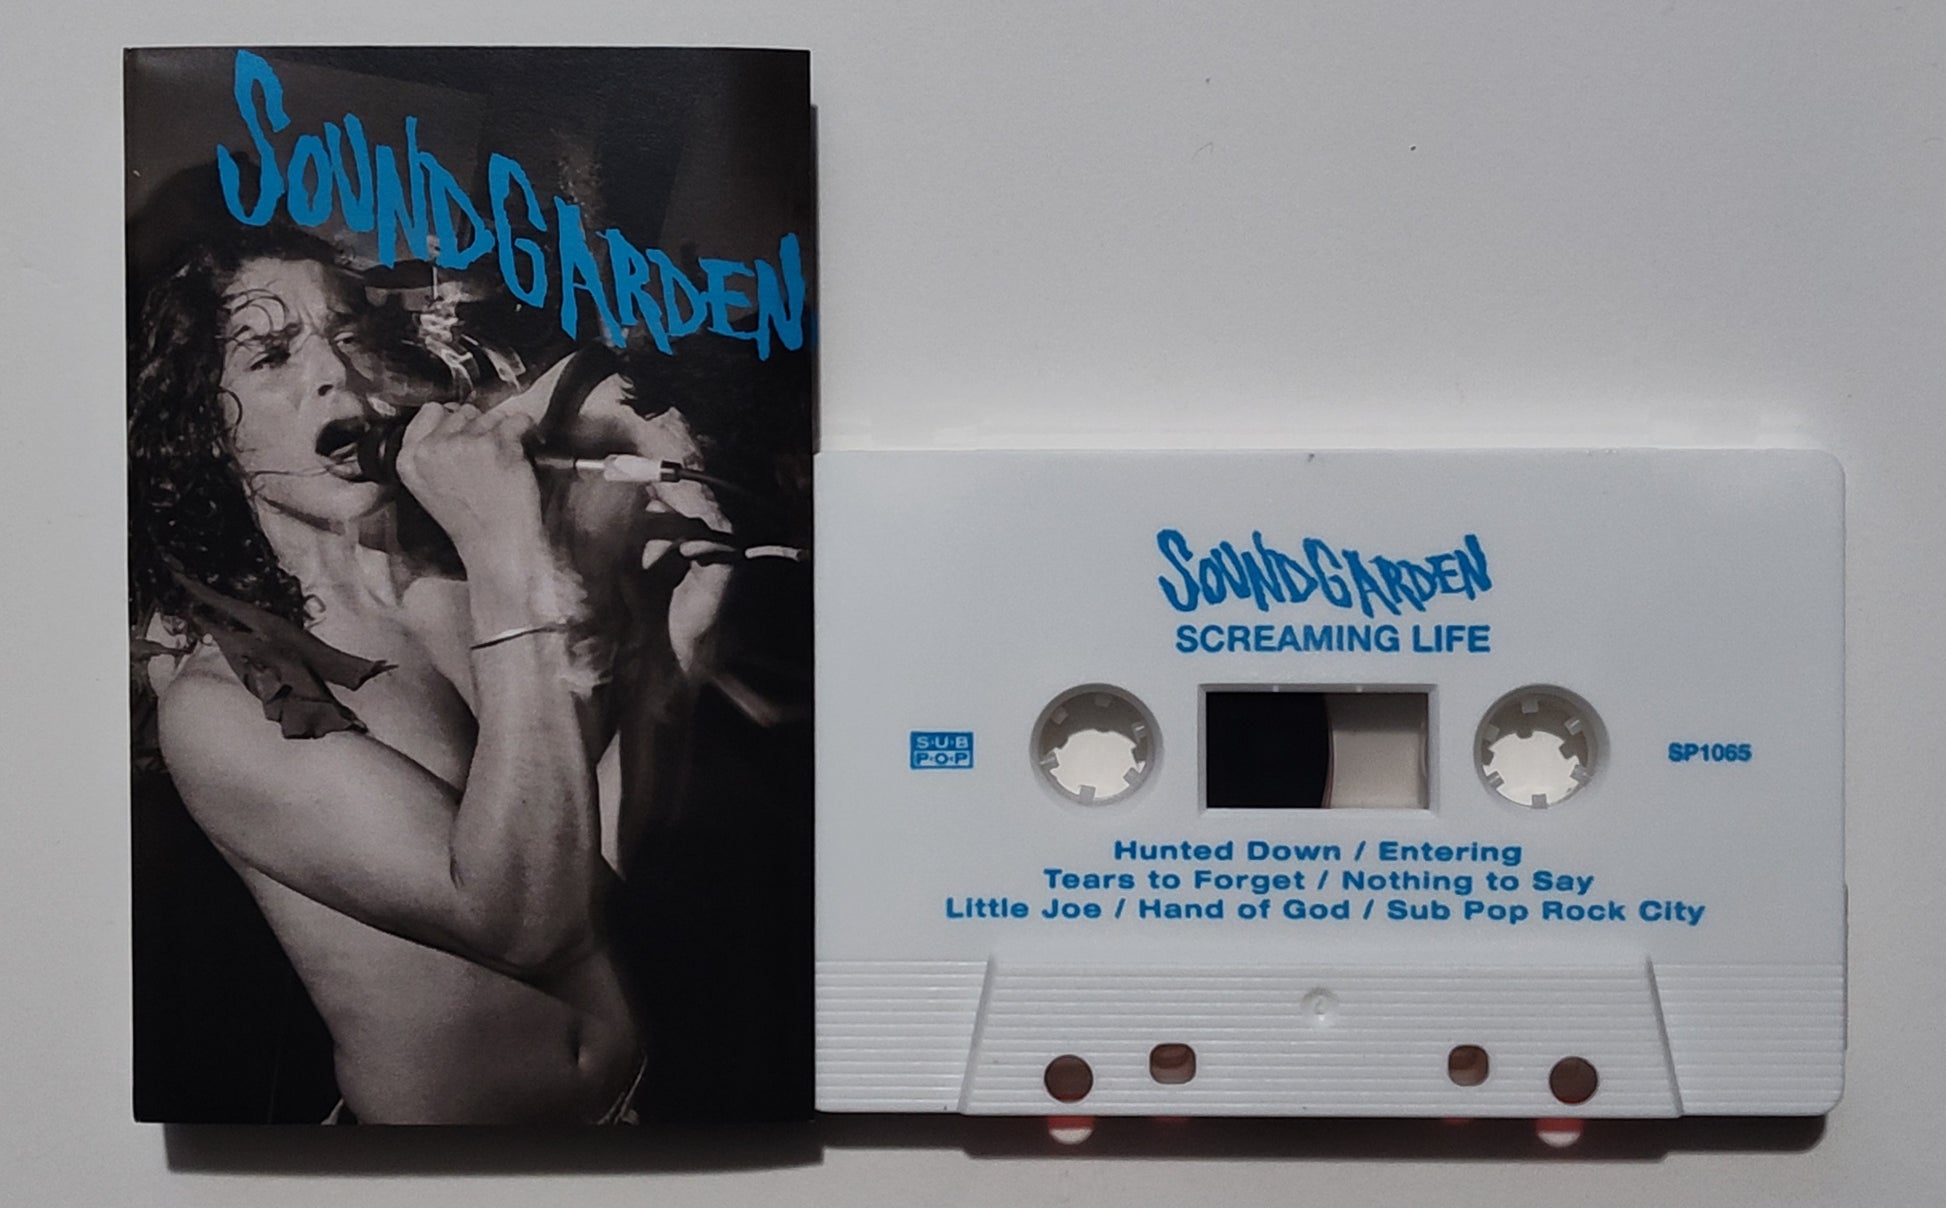 SOUNDGARDEN
SOUNDGARDEN
SCREAMING LIFE
S·U·B
P·O·P
SP1065
Hunted Down / Entering
Tears to Forget / Nothing to Say
Little Joe / Hand of God / Sub Pop Rock City